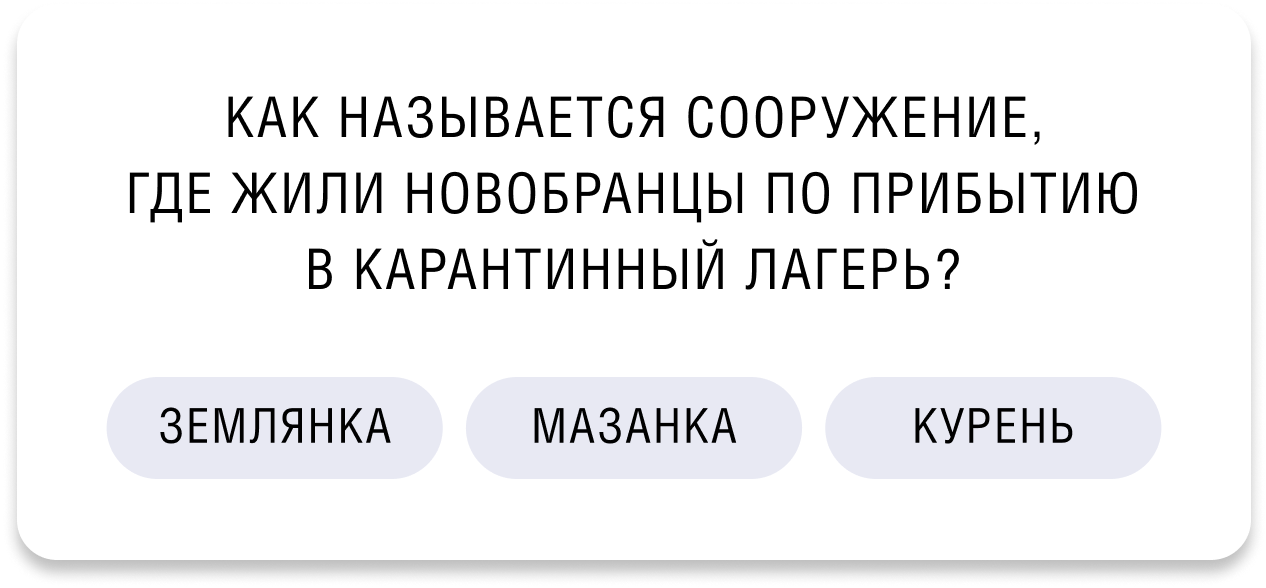 КАК НАЗЫВАЕТСЯ СООРУЖЕНИЕ,
ГДЕ ЖИЛИ НОВОБРАНЦЫ ПО ПРИБЫТИЮ
В КАРАНТИННЫЙ ЛАГЕРЬ?
ЗЕМЛЯНКА МАЗАНКА КУРЕНЬ